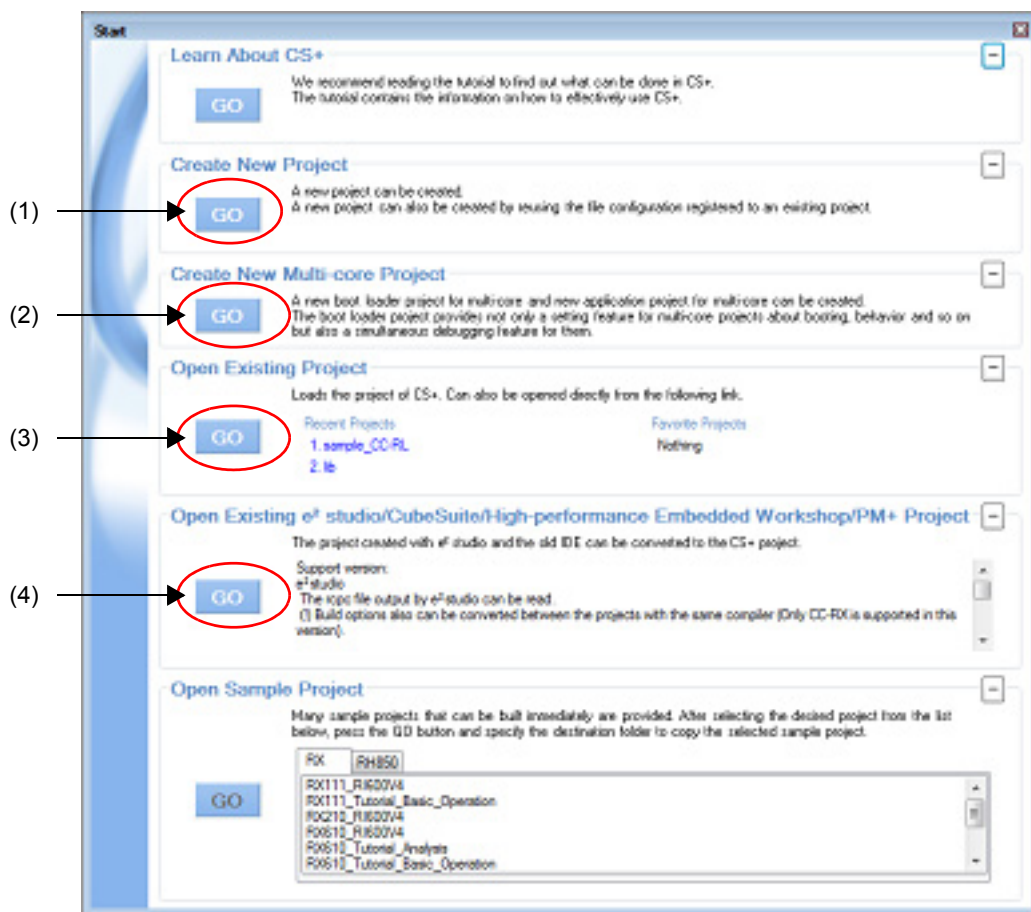 Start
Learn About CS+
We recommend reading the tutorial to find out what can be done in CS+.
GO
The tutorial contains the information on how to effectively use CS+.
Create New Project
A new project can be created.
(1)
GO
A new project can also be created by reusing the file configuration registered to an existing project.
Create New Multi-core Project
A new boot loader project for multi-core and new application project for multi-core can be created.
(2)
GO
The boot loader project provides not only a setting feature for multi-core projects about booting, behavior and so on
but also a simultaneous debugging feature for them.
Open Existing Project
Loads the project of CS+. Can also be opened directly from the following link.
(3)
GO
Recent Projects
Favorite Projects
1. sample_CC-RL
Nothing
2. lib
Open Existing e² studio/CubeSuite/High-performance Embedded Workshop/PM+ Project
The project created with e² studio and the old IDE can be converted to the CS+ project.
(4)
GO
Support version:
e² studio
The rcpc file output by e² studio can be read.
(!) Build options also can be converted between the projects with the same compiler (Only CC-RX is supported in this
version).
Open Sample Project
Many sample projects that can be built immediately are provided. After selecting the desired project from the list
below, press the GO button and specify the destination folder to copy the selected sample project.
RX
RH850
GO
RX111_RI600V4
RX111_Tutorial_Basic_Operation
RX210_RI600V4
RX610_RI600V4
RX610_Tutorial_Analysis
RX610_Tutorial_Basic_Operation